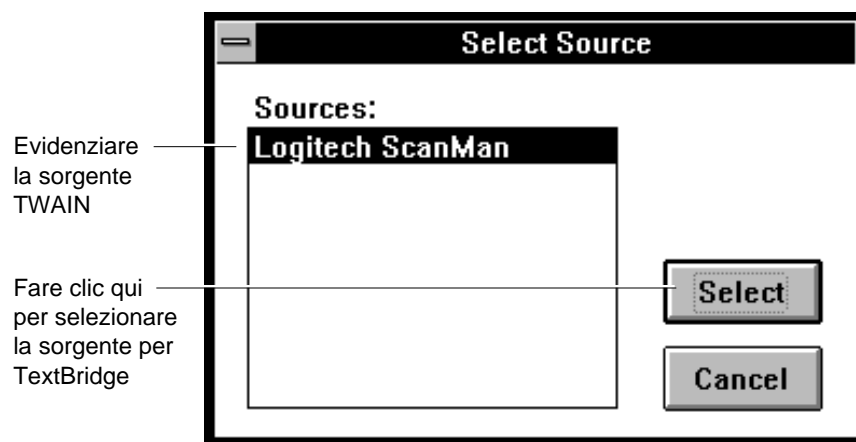 Select Source
Sources:
Logitech ScanMan
Evidenziare
la sorgente
TWAIN
Fare clic qui
per selezionare
la sorgente per
TextBridge
Select
Cancel